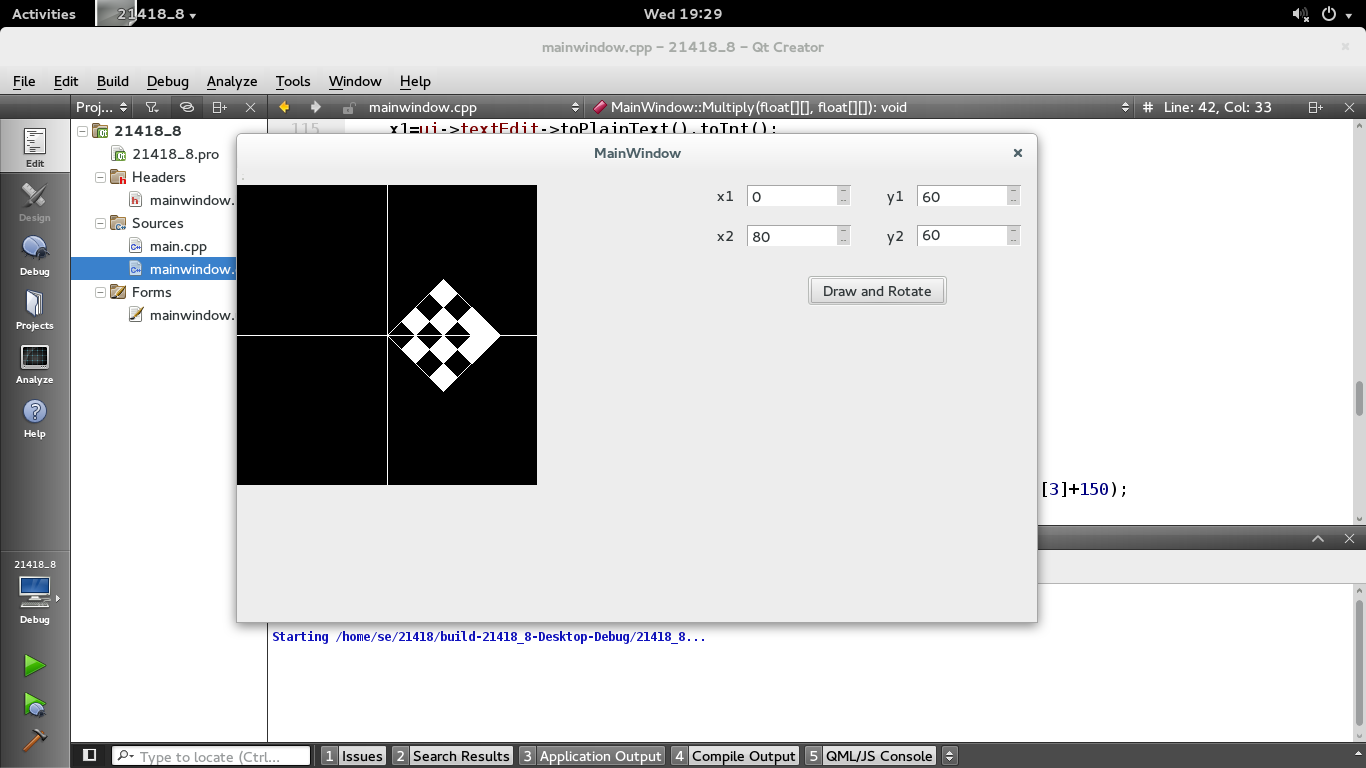 Activities 21418_8 Wed 19:29
mainwindow.cpp - 21418_8 - Qt Creator
File Edit Build Debug Analyze Tools Window Help
Proj... mainwindow.cpp MainWindow::Multiply(float[][], float[][]): void # Line: 42, Col: 33
115 x1=ui->textEdit->toPlainText().toInt();
Edit
Design
Debug
Projects
Analyze
Help
21418_8
Debug
21418_8
21418_8.pro
Headers
mainwindow.
Sources
main.cpp
mainwindow.
Forms
mainwindow.
MainWindow
x1 0 y1 60
x2 80 y2 60
Draw and Rotate
[3]+150);
Starting /home/se/21418/build-21418_8-Desktop-Debug/21418_8...
Type to locate (Ctrl... 1 Issues 2 Search Results 3 Application Output 4 Compile Output 5 QML/JS Console